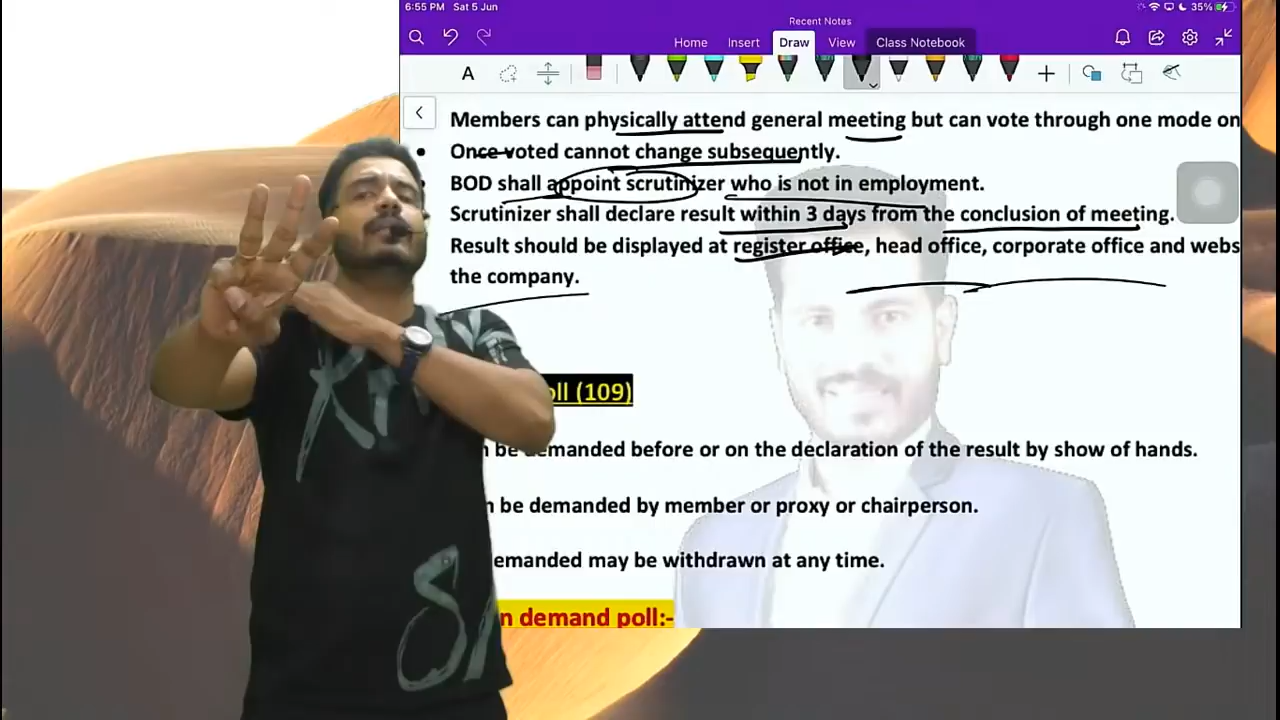 6:55 PM Sat 5 Jun
35%
Recent Notes
Home Insert Draw View Class Notebook
A
Members can physically attend general meeting but can vote through one mode on
Once voted cannot change subsequently.
BOD shall appoint scrutinizer who is not in employment.
Scrutinizer shall declare result within 3 days from the conclusion of meeting.
Result should be displayed at register office, head office, corporate office and webs
the company.
oll (109)
n be demanded before or on the declaration of the result by show of hands.
n be demanded by member or proxy or chairperson.
emanded may be withdrawn at any time.
n demand poll:-